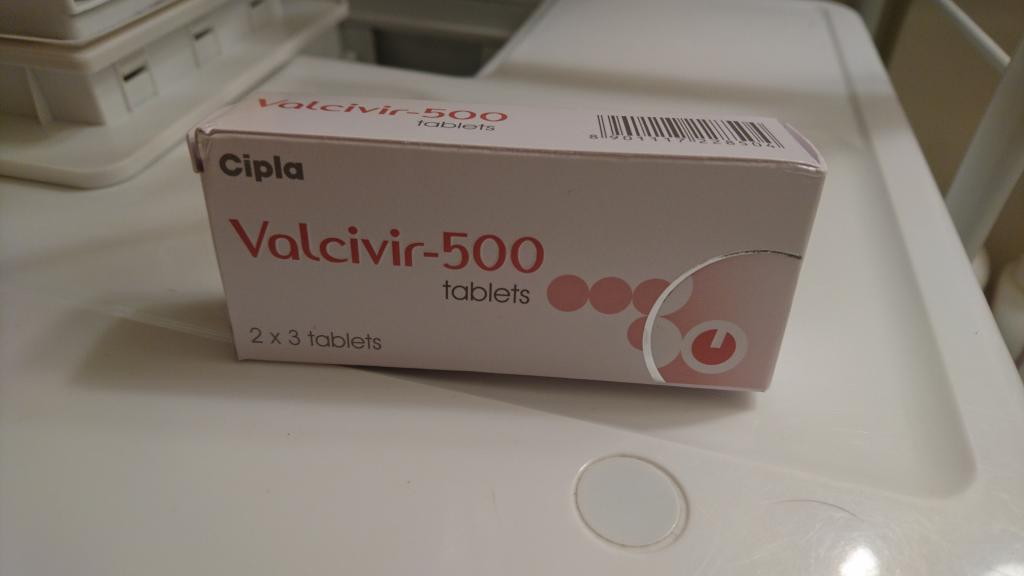 Valcivir-500
tablets
Cipla
Valcivir-500
tablets
2 x 3 tablets